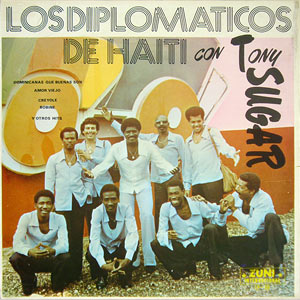 LOS DIPLOMATICOS
DE HAITI CON TONY
SUGAR
DOMINICANAS QUE BUENAS SON
AMOR VIEJO
CREYOLE
BOBINE
Y OTROS HITS
ZUNI